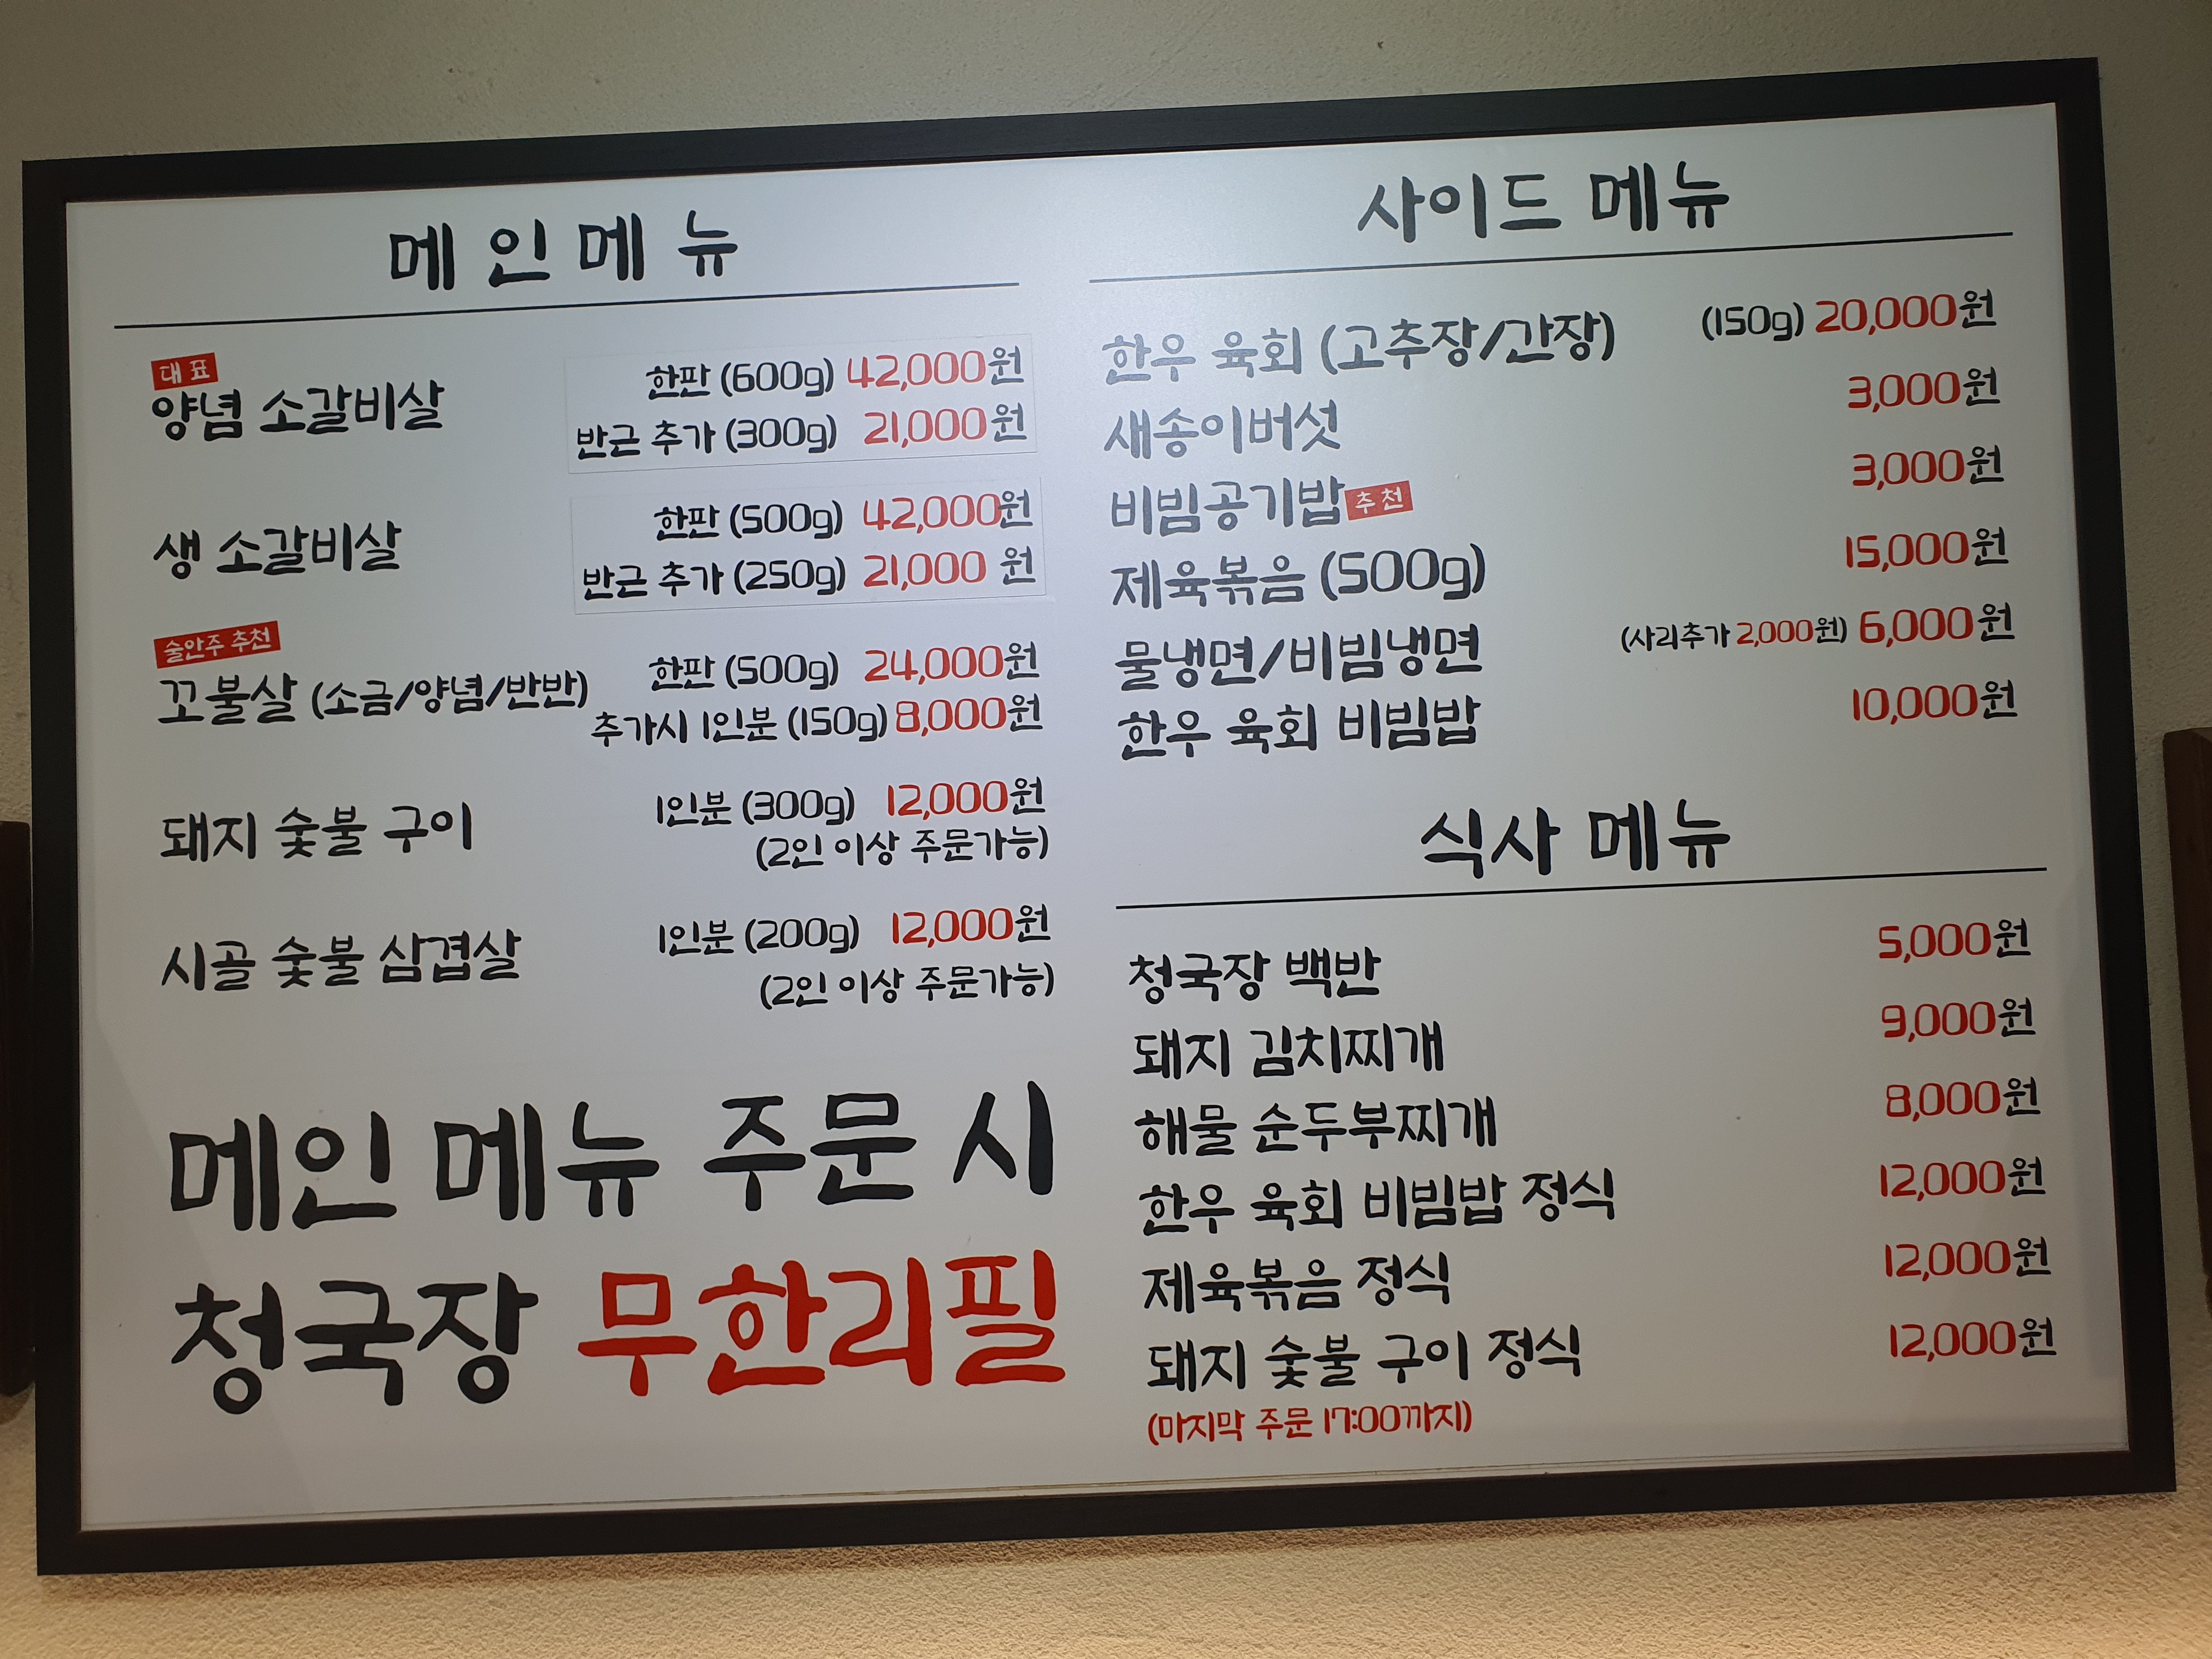 메인메뉴
대표
양념 소갈비살
한판 (600g) 42,000원
반근 추가 (300g) 21,000원
생 소갈비살
한판 (500g) 42,000원
반근 추가 (250g) 21,000 원
술안주 추천
꼬불살 (소금/양념/반반)
한판 (500g) 24,000원
추가시 1인분 (150g) 8,000원
돼지 숯불 구이
1인분 (300g) 12,000원
(2인 이상 주문가능)
시골 숯불 삼겹살
1인분 (200g) 12,000원
(2인 이상 주문가능)
메인 메뉴 주문 시
청국장 무한리필
사이드 메뉴
한우 육회 (고추장/간장) (150g) 20,000원
새송이버섯 3,000원
비빔공기밥 추천 3,000원
제육볶음 (500g) 15,000원
물냉면/비빔냉면 (사리추가 2,000원) 6,000원
한우 육회 비빔밥 10,000원
식사 메뉴
청국장 백반 5,000원
돼지 김치찌개 9,000원
해물 순두부찌개 8,000원
한우 육회 비빔밥 정식 12,000원
제육볶음 정식 12,000원
돼지 숯불 구이 정식 12,000원
(마지막 주문 17:00까지)